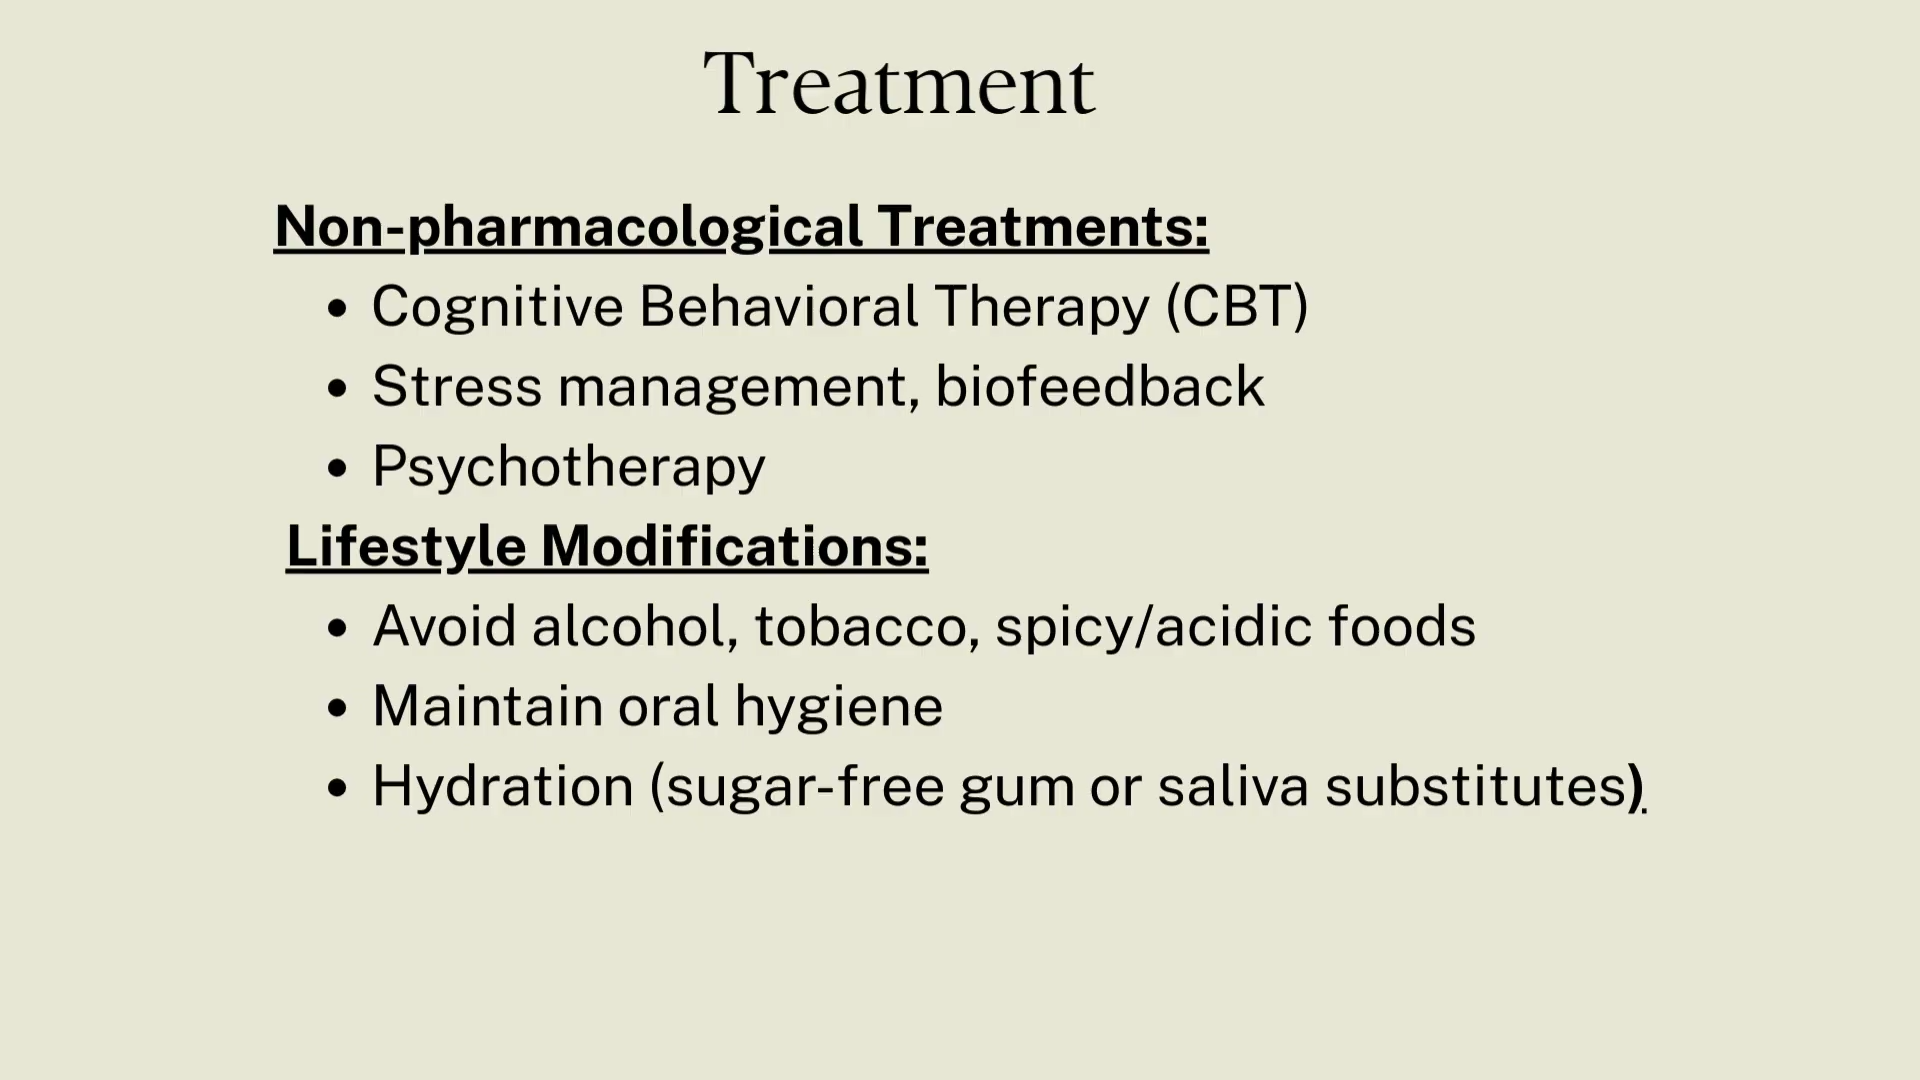 Treatment
Non-pharmacological Treatments:
• Cognitive Behavioral Therapy (CBT)
• Stress management, biofeedback
• Psychotherapy
Lifestyle Modifications:
• Avoid alcohol, tobacco, spicy/acidic foods
• Maintain oral hygiene
• Hydration (sugar-free gum or saliva substitutes).